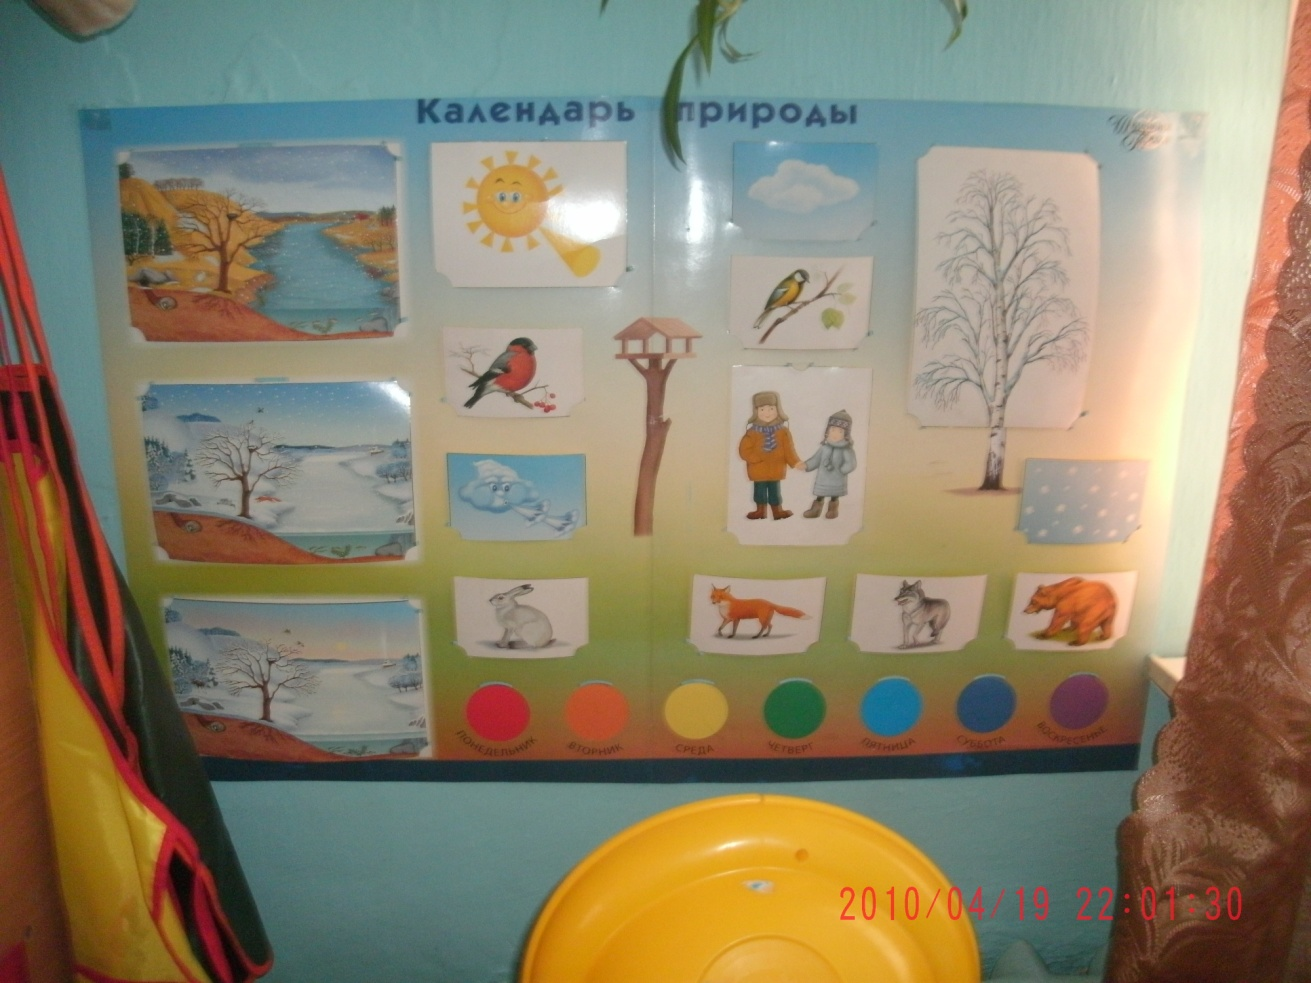 Календарь природы
ПОНЕДЕЛЬНИК
ВТОРНИК
СРЕДА
ЧЕТВЕРГ
ПЯТНИЦА
СУББОТА
ВОСКРЕСЕНЬЕ
2010/04/19 22:01:30